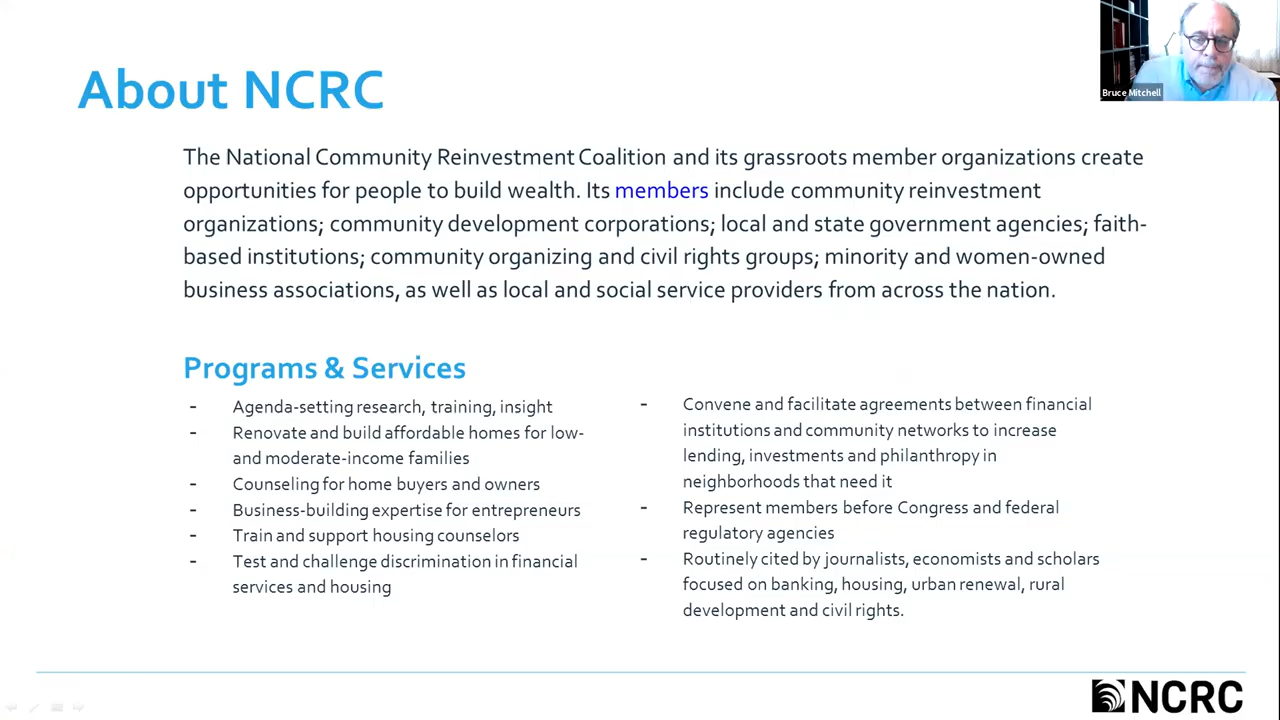 About NCRC
Bruce Mitchell
The National Community Reinvestment Coalition and its grassroots member organizations create
opportunities for people to build wealth. Its members include community reinvestment
organizations; community development corporations; local and state government agencies; faith-
based institutions; community organizing and civil rights groups; minority and women-owned
business associations, as well as local and social service providers from across the nation.
Programs & Services
- Agenda-setting research, training, insight
- Renovate and build affordable homes for low-
and moderate-income families
- Counseling for home buyers and owners
- Business-building expertise for entrepreneurs
- Train and support housing counselors
- Test and challenge discrimination in financial
services and housing
- Convene and facilitate agreements between financial
institutions and community networks to increase
lending, investments and philanthropy in
neighborhoods that need it
- Represent members before Congress and federal
regulatory agencies
- Routinely cited by journalists, economists and scholars
focused on banking, housing, urban renewal, rural
development and civil rights.
NCRC